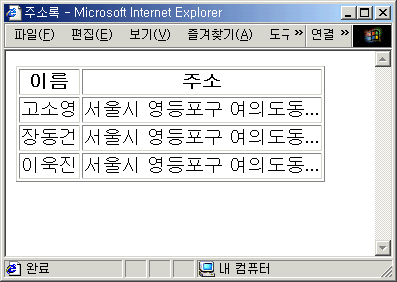 주소록 - Microsoft Internet Explorer
파일(F) 편집(E) 보기(V) 즐겨찾기(A) 도구 » 연결 »
이름 주소
고소영 서울시 영등포구 여의도동...
장동건 서울시 영등포구 여의도동...
이욱진 서울시 영등포구 여의도동...
완료 내 컴퓨터